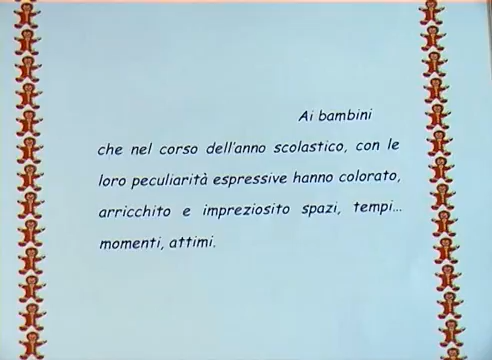 Ai bambini
che nel corso dell'anno scolastico, con le
loro peculiarità espressive hanno colorato,
arricchito e impreziosito spazi, tempi...
momenti, attimi.